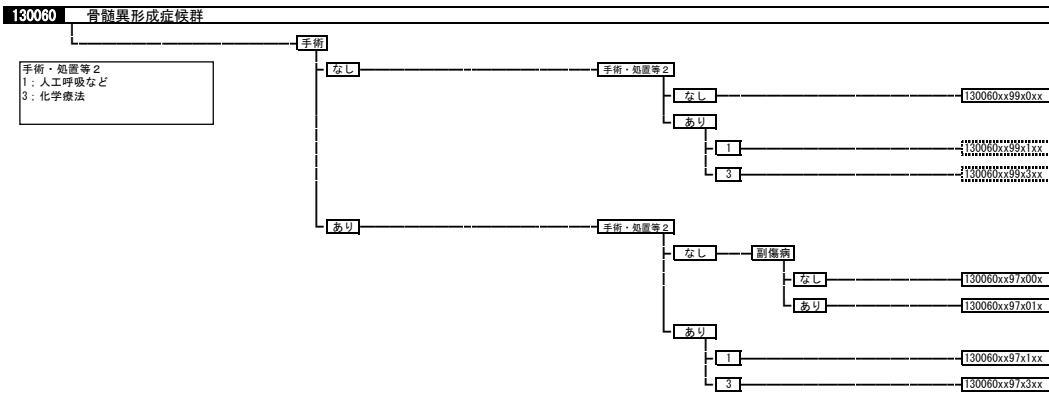 130060 骨髄異形成症候群
手術
手術・処置等2
1：人工呼吸など
3：化学療法
なし 手術・処置等2
なし 130060xx99x0xx
あり
1 130060xx99x1xx
3 130060xx99x3xx
あり 手術・処置等2
なし 副傷病
なし 130060xx97x00x
あり 130060xx97x01x
あり
1 130060xx97x1xx
3 130060xx97x3xx